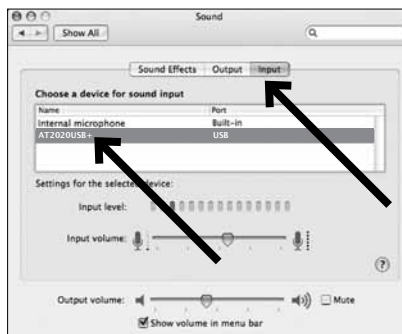 Sound
Show All
Sound Effects Output Input
Choose a device for sound input
Name Port
Internal microphone Built-in
AT2020USB+ USB
Settings for the selected device:
Input level:
Input volume:
?
Output volume: Mute
Show volume in menu bar